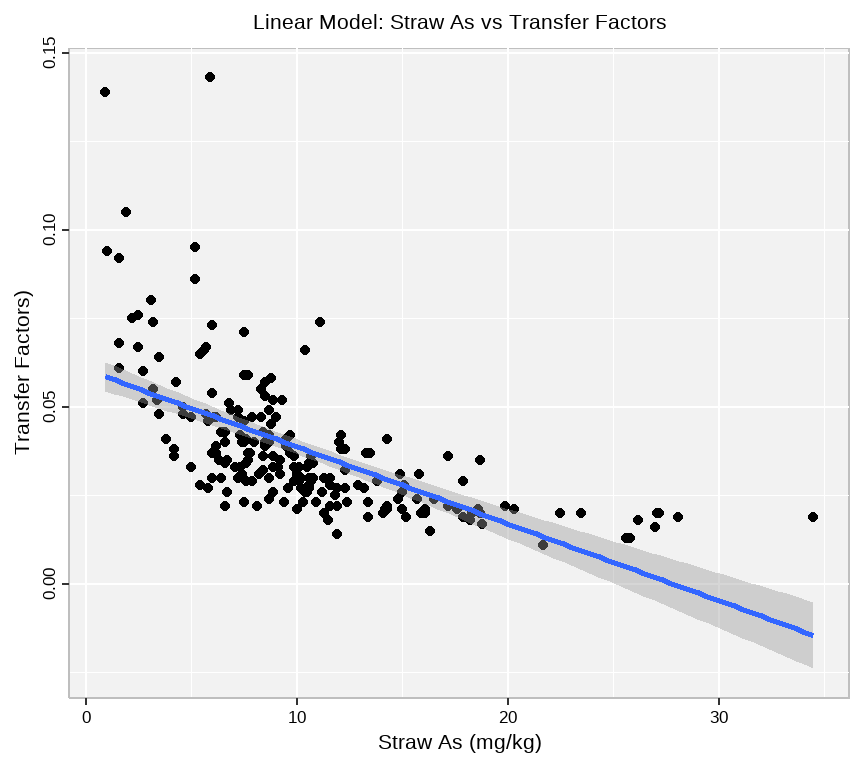 Linear Model: Straw As vs Transfer Factors
Transfer Factors)
0.15
0.10
0.05
0.00
0
10
20
30
Straw As (mg/kg)